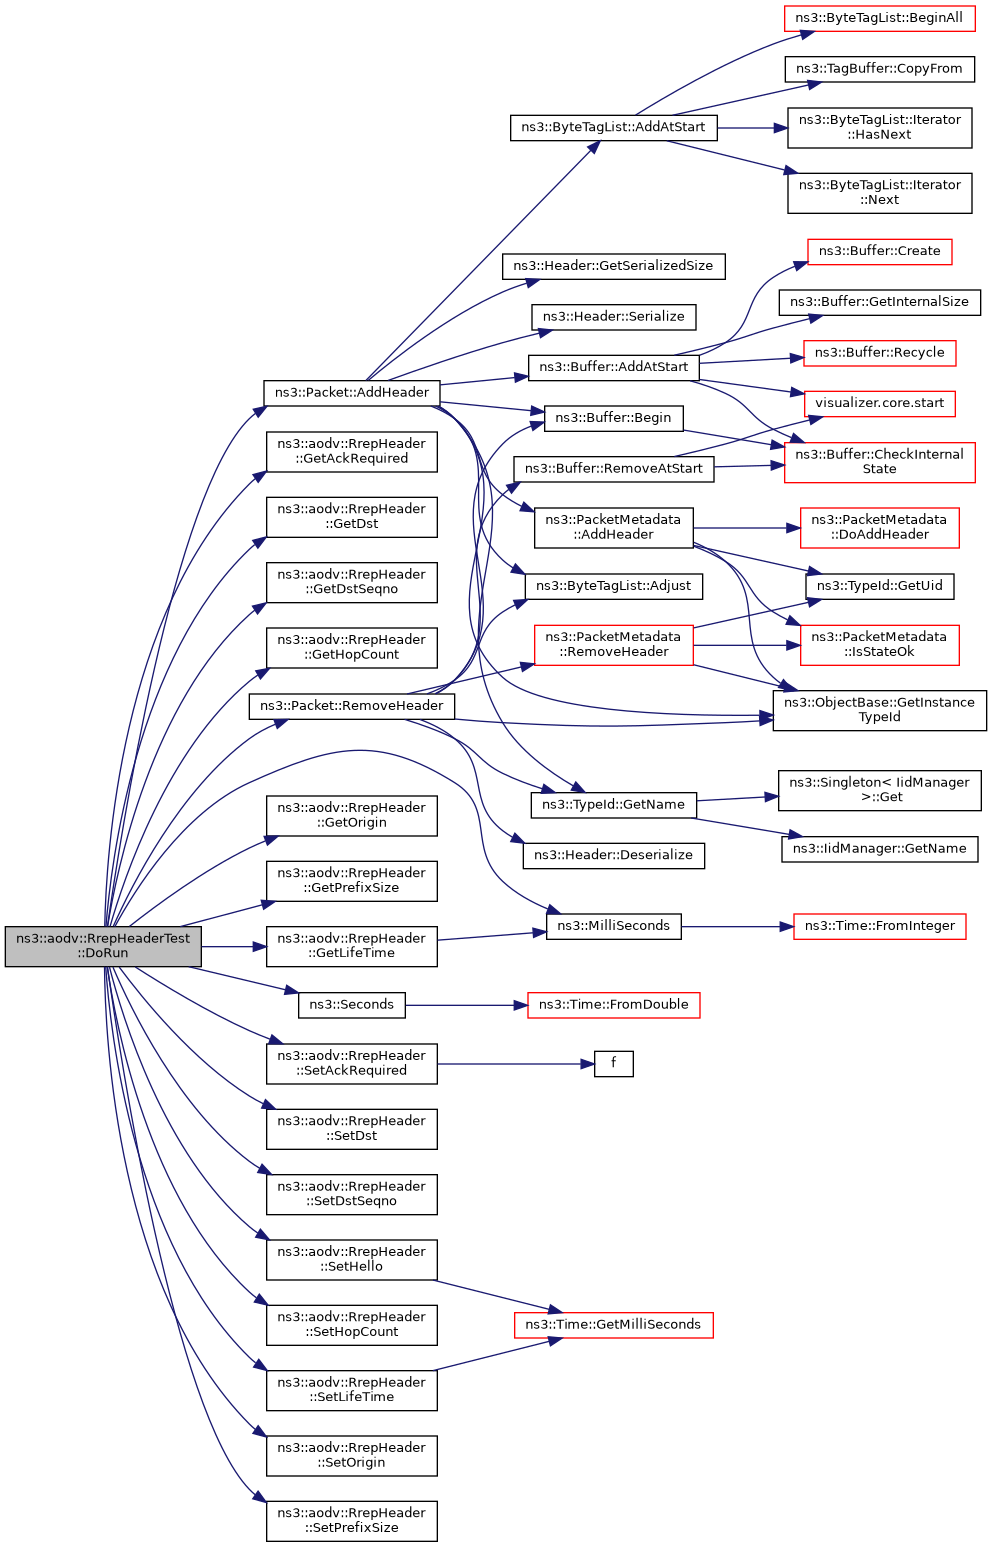 ns3::aodv::RrepHeaderTest
::DoRun
ns3::Packet::AddHeader
ns3::aodv::RrepHeader
::GetAckRequired
ns3::aodv::RrepHeader
::GetDst
ns3::aodv::RrepHeader
::GetDstSeqno
ns3::aodv::RrepHeader
::GetHopCount
ns3::Packet::RemoveHeader
ns3::aodv::RrepHeader
::GetOrigin
ns3::aodv::RrepHeader
::GetPrefixSize
ns3::aodv::RrepHeader
::GetLifeTime
ns3::Seconds
ns3::aodv::RrepHeader
::SetAckRequired
ns3::aodv::RrepHeader
::SetDst
ns3::aodv::RrepHeader
::SetDstSeqno
ns3::aodv::RrepHeader
::SetHello
ns3::aodv::RrepHeader
::SetHopCount
ns3::aodv::RrepHeader
::SetLifeTime
ns3::aodv::RrepHeader
::SetOrigin
ns3::aodv::RrepHeader
::SetPrefixSize
ns3::ByteTagList::AddAtStart
ns3::Header::GetSerializedSize
ns3::Header::Serialize
ns3::Buffer::AddAtStart
ns3::Buffer::Begin
ns3::Buffer::RemoveAtStart
ns3::PacketMetadata
::AddHeader
ns3::ByteTagList::Adjust
ns3::PacketMetadata
::RemoveHeader
ns3::TypeId::GetName
ns3::Header::Deserialize
ns3::MilliSeconds
ns3::Time::FromDouble
f
ns3::Time::GetMilliSeconds
ns3::ByteTagList::BeginAll
ns3::TagBuffer::CopyFrom
ns3::ByteTagList::Iterator
::HasNext
ns3::ByteTagList::Iterator
::Next
ns3::Buffer::Create
ns3::Buffer::GetInternalSize
ns3::Buffer::Recycle
visualizer.core.start
ns3::Buffer::CheckInternal
State
ns3::PacketMetadata
::DoAddHeader
ns3::TypeId::GetUid
ns3::PacketMetadata
::IsStateOk
ns3::ObjectBase::GetInstance
TypeId
ns3::Singleton< IidManager
>::Get
ns3::IidManager::GetName
ns3::Time::FromInteger